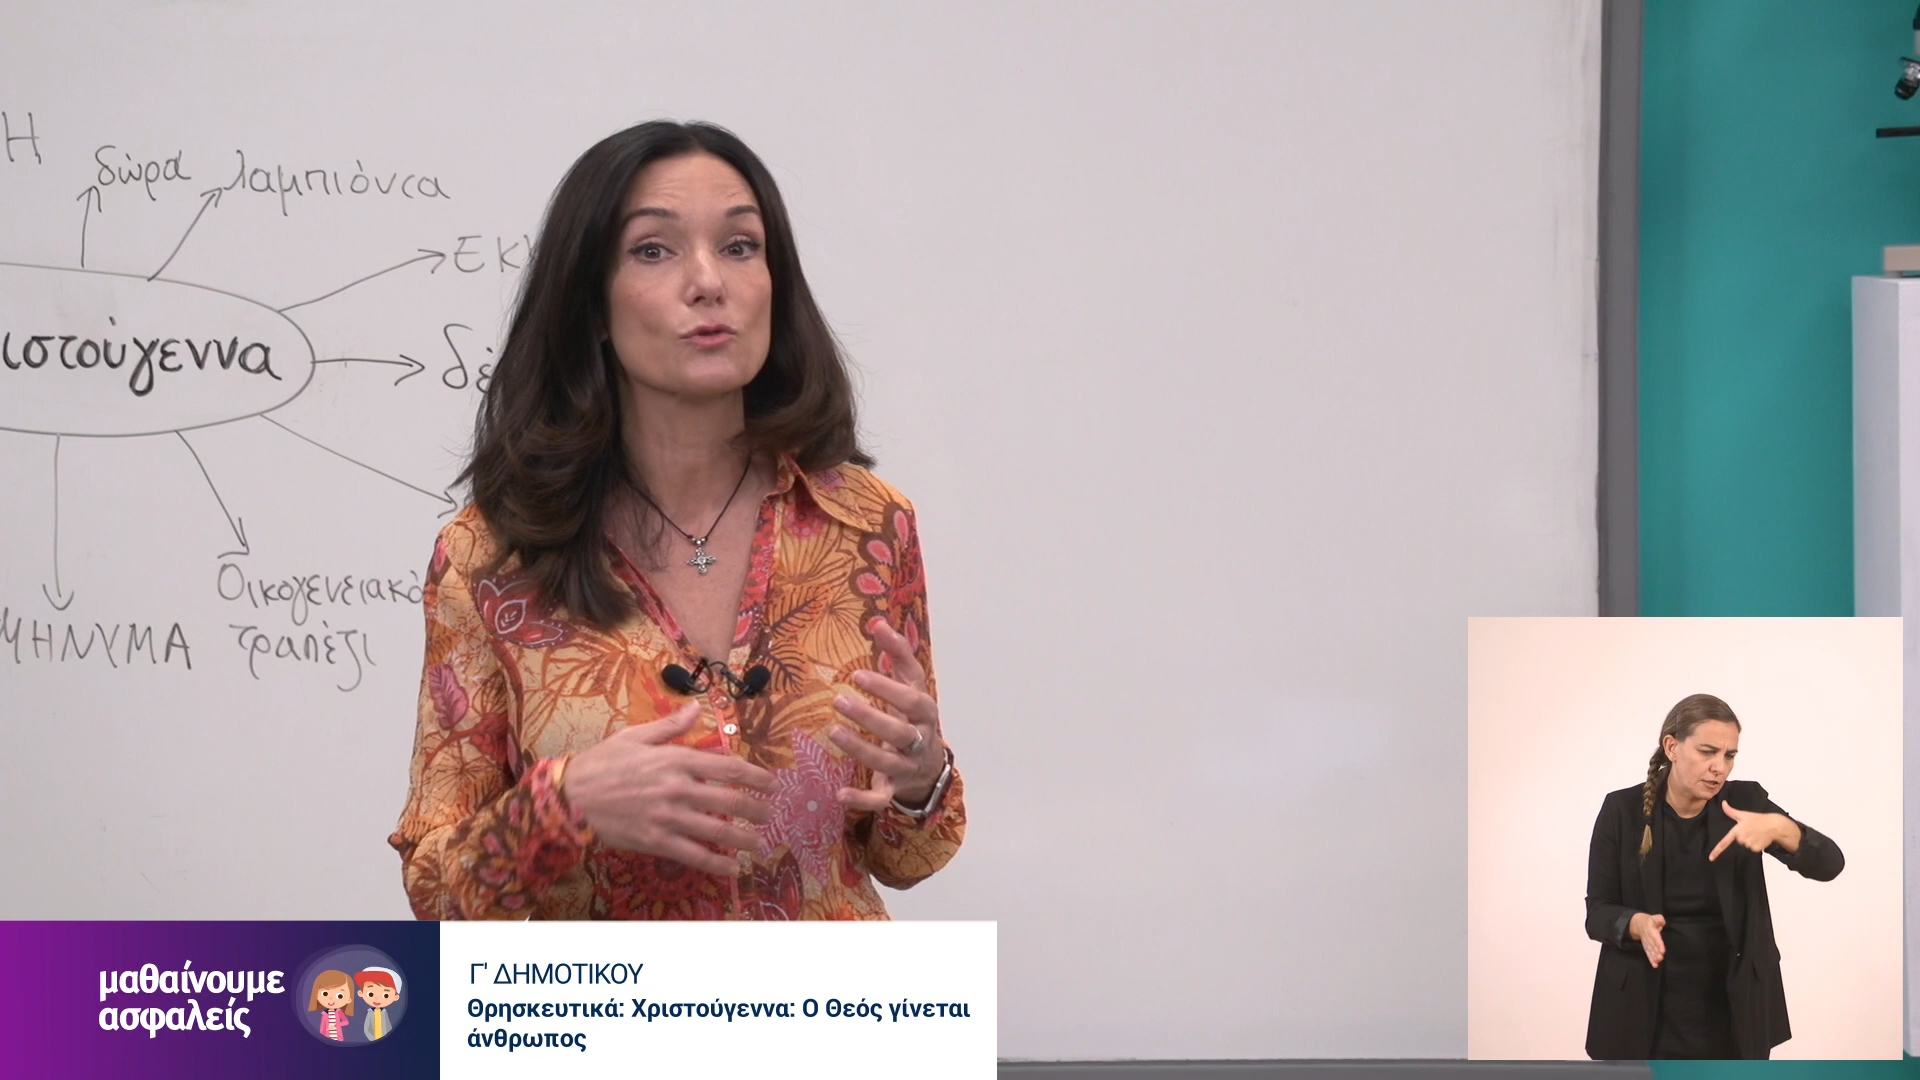 Η
δώρα
λαμπιόνια
ΕΚ
ιστούγεννα
δέ
Οικογενειακό
τραπέζι
ΜΗΝΥΜΑ
μαθαίνουμε
ασφαλείς
Γ' ΔΗΜΟΤΙΚΟΥ
Θρησκευτικά: Χριστούγεννα: Ο Θεός γίνεται
άνθρωπος